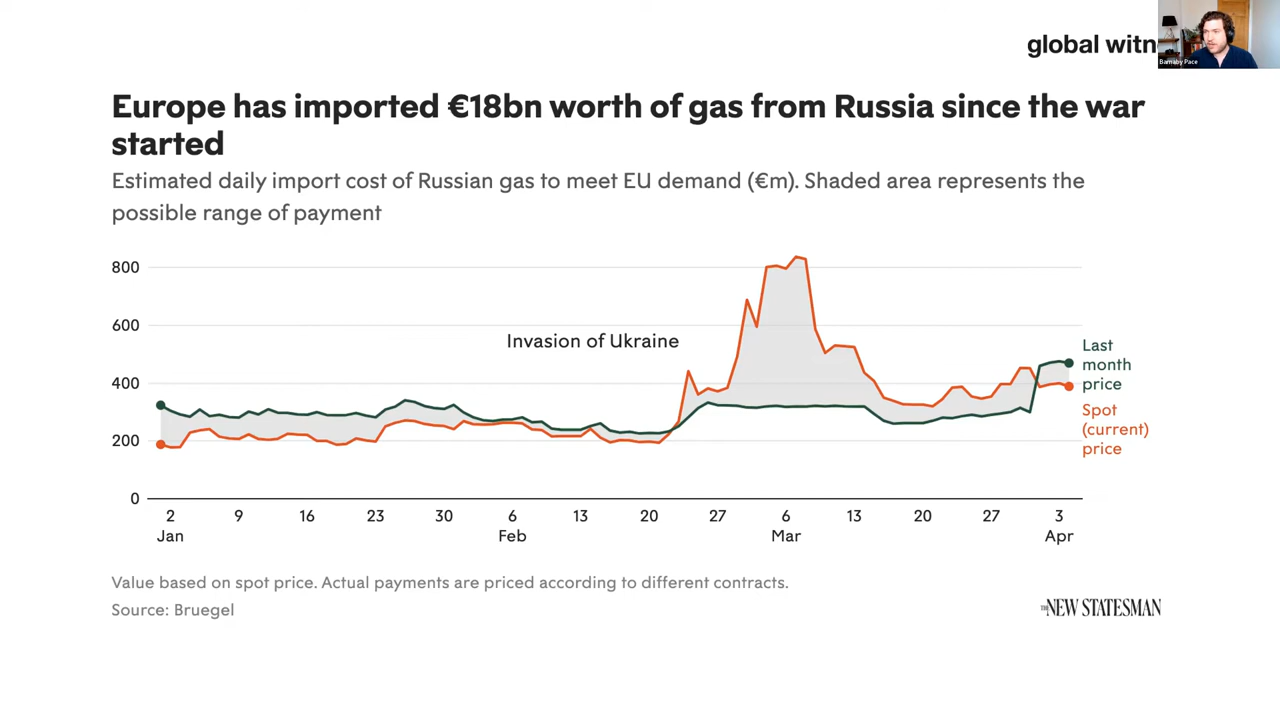 global witn
Barnaby Pace
Europe has imported €18bn worth of gas from Russia since the war
started
Estimated daily import cost of Russian gas to meet EU demand (€m). Shaded area represents the
possible range of payment
800
600
400
200
0
Invasion of Ukraine
Last
month
price
Spot
(current)
price
2 9 16 23 30 6 13 20 27 6 13 20 27 3
Jan Feb Mar Apr
Value based on spot price. Actual payments are priced according to different contracts.
Source: Bruegel
THE NEW STATESMAN